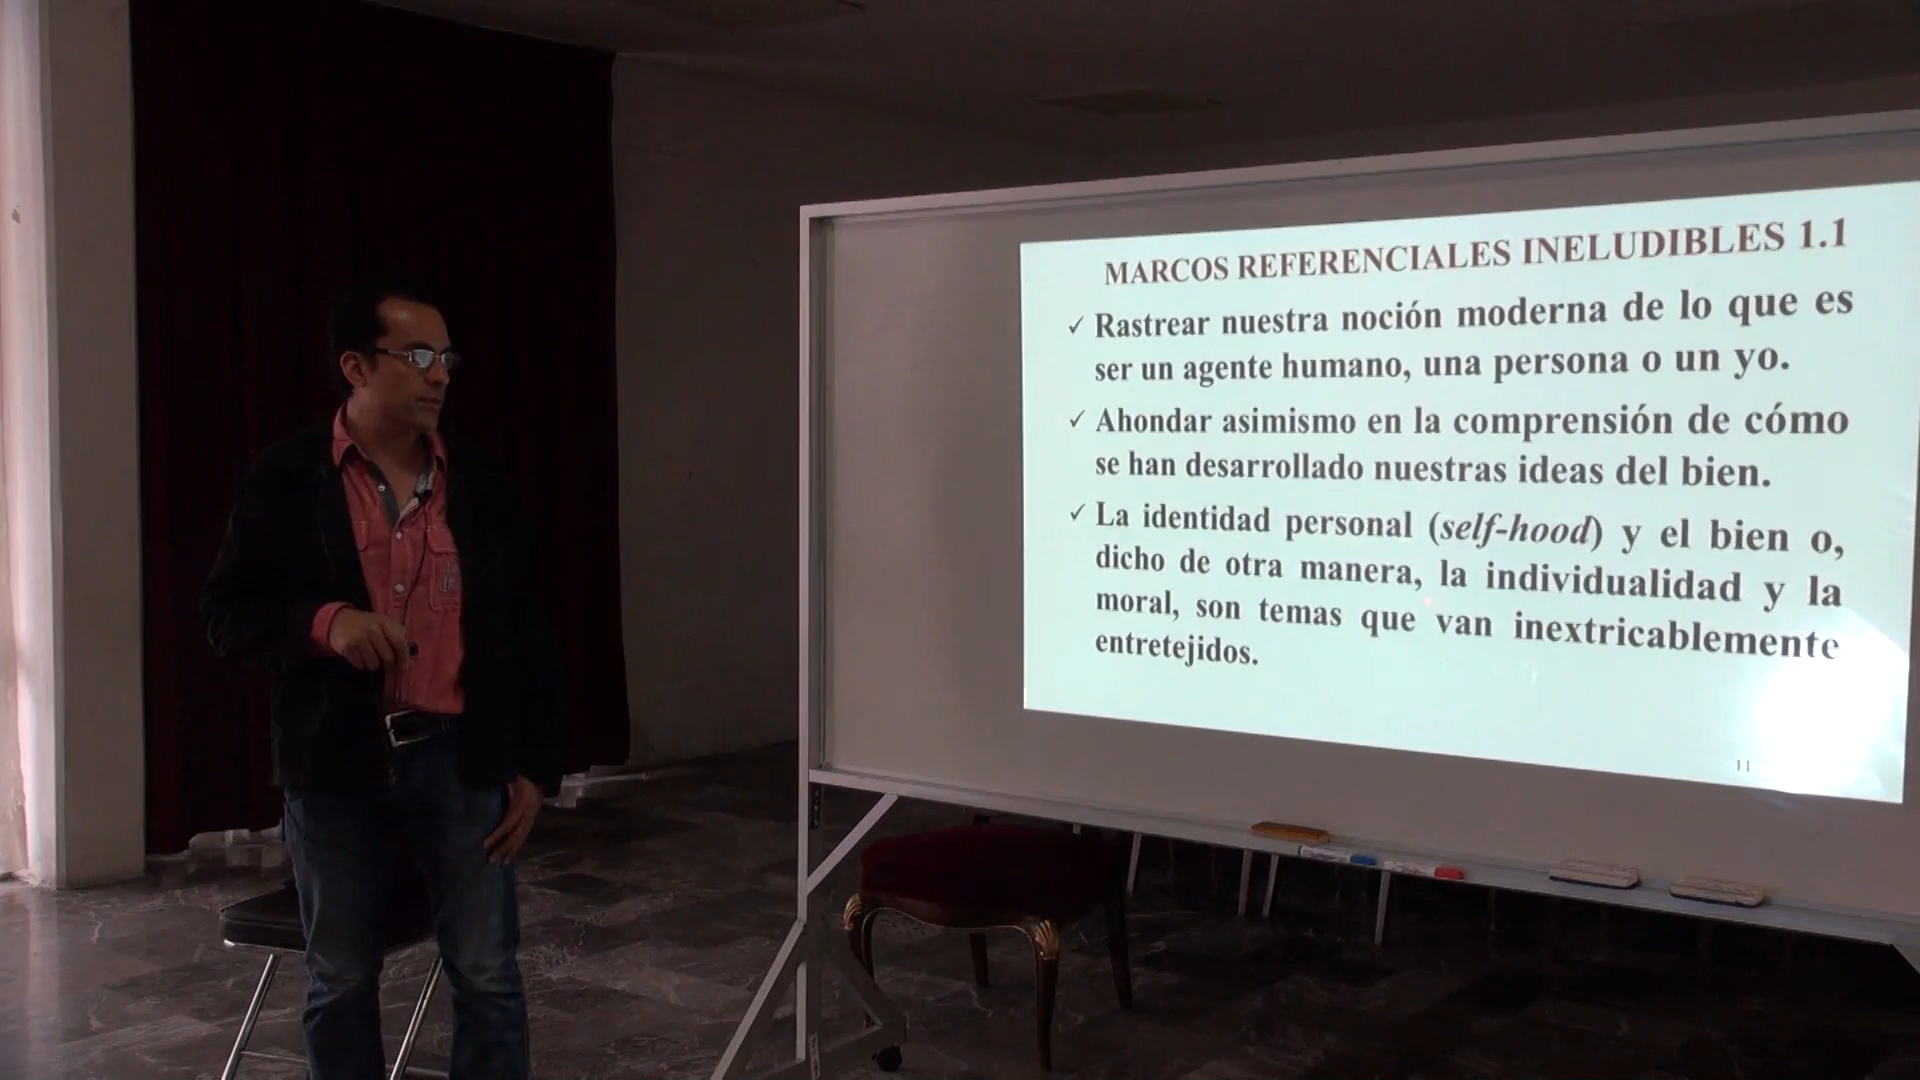 MARCOS REFERENCIALES INELUDIBLES 1.1
✓ Rastrear nuestra noción moderna de lo que es
ser un agente humano, una persona o un yo.
✓ Ahondar asimismo en la comprensión de cómo
se han desarrollado nuestras ideas del bien.
✓ La identidad personal (self-hood) y el bien o,
dicho de otra manera, la individualidad y la
moral, son temas que van inextricablemente
entretejidos.
11